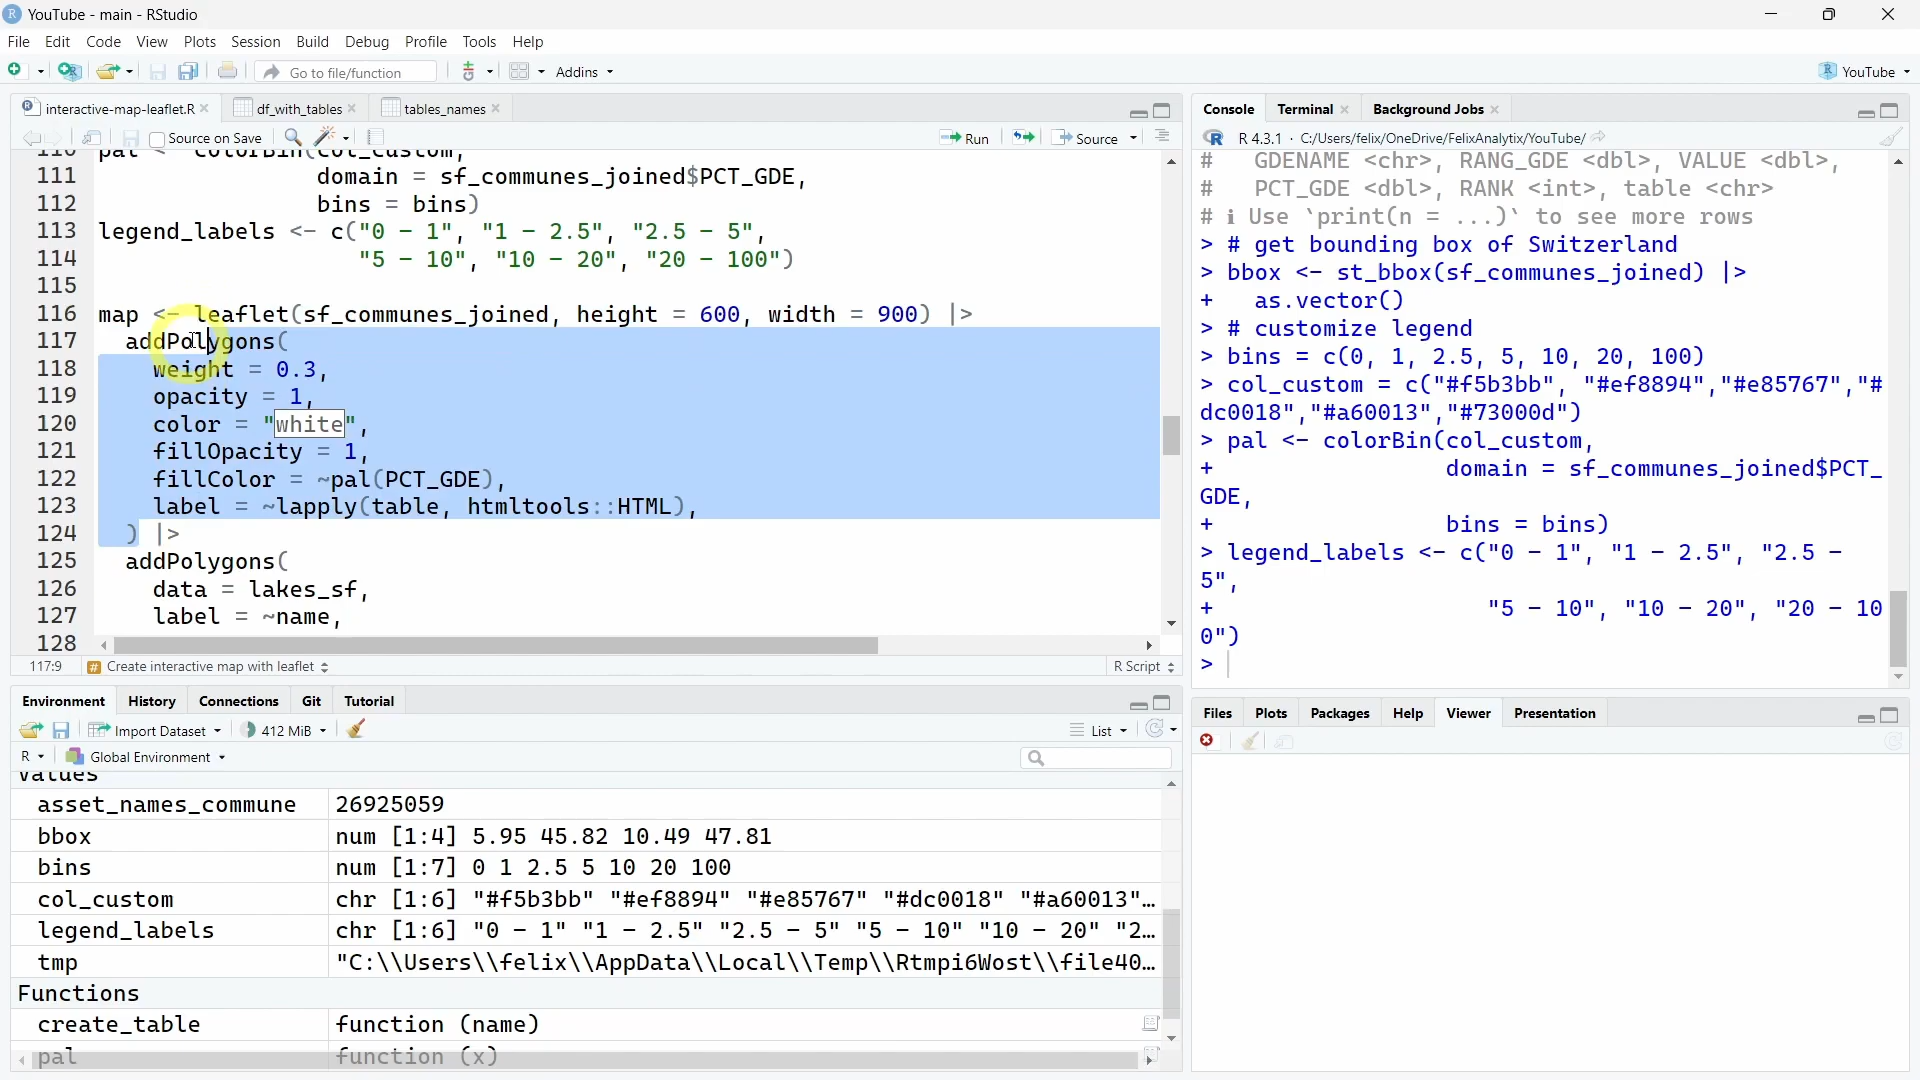 YouTube - main - RStudio
File Edit Code View Plots Session Build Debug Profile Tools Help
Go to file/function Addins YouTube
interactive-map-leaflet.R df_with_tables tables_names
Source on Save Run Source
110 pal <- colorBin(col_custom,
111 domain = sf_communes_joined$PCT_GDE,
112 bins = bins)
113 legend_labels <- c("0 - 1", "1 - 2.5", "2.5 - 5",
114 "5 - 10", "10 - 20", "20 - 100")
115
116 map <- leaflet(sf_communes_joined, height = 600, width = 900) |>
117 addPolygons(
118 weight = 0.3,
119 opacity = 1,
120 color = "white",
121 fillOpacity = 1,
122 fillColor = ~pal(PCT_GDE),
123 label = ~lapply(table, htmltools::HTML),
124 ) |>
125 addPolygons(
126 data = lakes_sf,
127 label = ~name,
128
117:9 # Create interactive map with leaflet R Script
Console Terminal Background Jobs
R 4.3.1 · C:/Users/felix/OneDrive/FelixAnalytix/YouTube/
# GDENAME <chr>, RANG_GDE <dbl>, VALUE <dbl>,
# PCT_GDE <dbl>, RANK <int>, table <chr>
# ℹ Use `print(n = ...)` to see more rows
> # get bounding box of Switzerland
> bbox <- st_bbox(sf_communes_joined) |>
+ as.vector()
> # customize legend
> bins = c(0, 1, 2.5, 5, 10, 20, 100)
> col_custom = c("#f5b3bb", "#ef8894","#e85767","#
dc0018","#a60013","#73000d")
> pal <- colorBin(col_custom,
+ domain = sf_communes_joined$PCT_
GDE,
+ bins = bins)
> legend_labels <- c("0 - 1", "1 - 2.5", "2.5 -
5",
+ "5 - 10", "10 - 20", "20 - 10
0")
>
Environment History Connections Git Tutorial
Import Dataset 412 MiB List
R Global Environment
Values
asset_names_commune 26925059
bbox num [1:4] 5.95 45.82 10.49 47.81
bins num [1:7] 0 1 2.5 5 10 20 100
col_custom chr [1:6] "#f5b3bb" "#ef8894" "#e85767" "#dc0018" "#a60013"…
legend_labels chr [1:6] "0 - 1" "1 - 2.5" "2.5 - 5" "5 - 10" "10 - 20" "2…
tmp "C:\\Users\\felix\\AppData\\Local\\Temp\\Rtmpi6Wost\\file40…
Functions
create_table function (name)
pal function (x)
Files Plots Packages Help Viewer Presentation